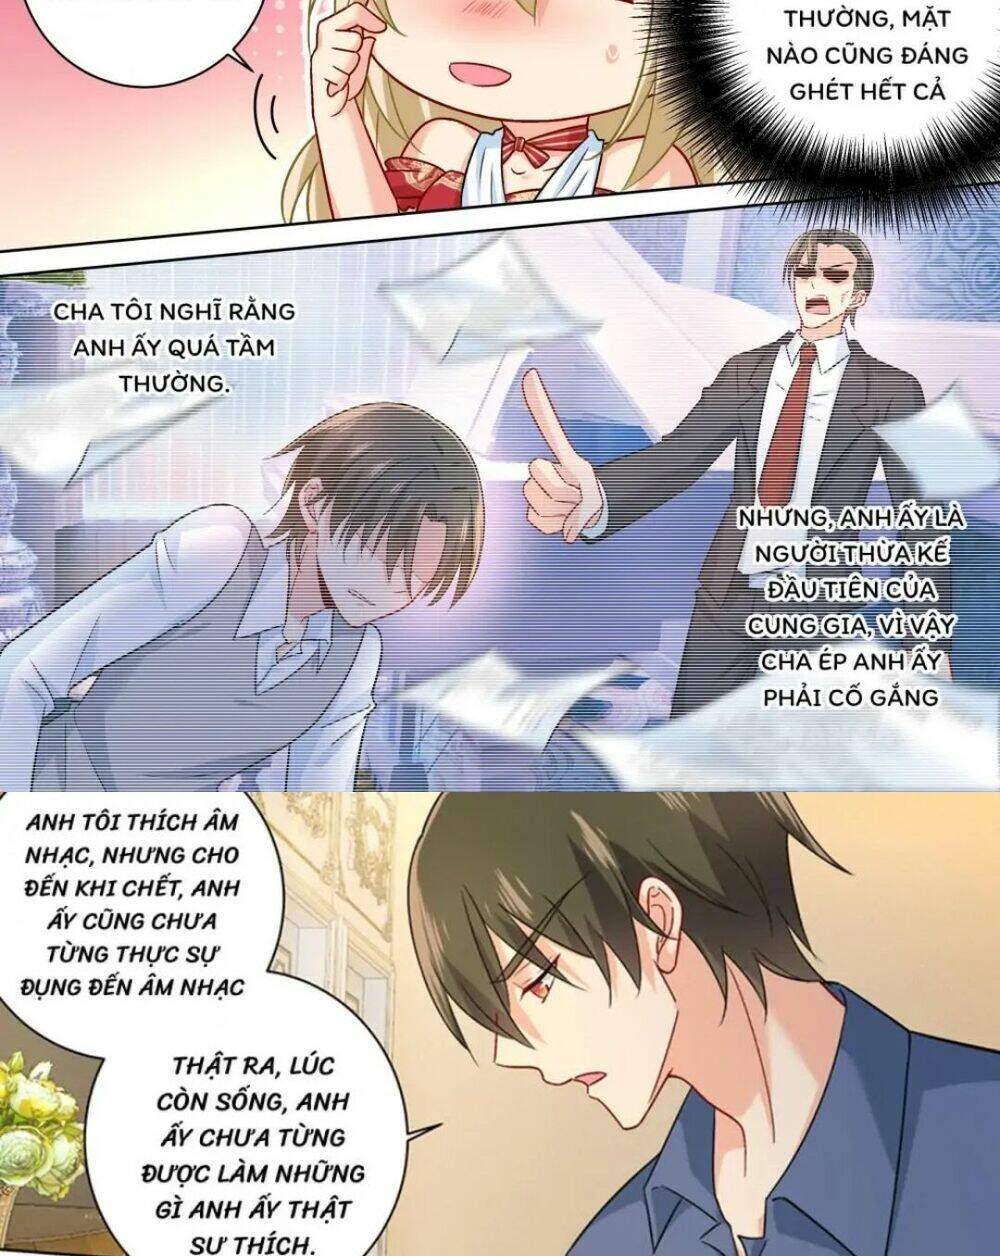 THƯỜNG, MẶT
NÀO CŨNG ĐÁNG
GHÉT HẾT CẢ
CHA TÔI NGHĨ RẰNG
ANH ẤY QUÁ TẦM
THƯỜNG.
NHƯNG, ANH ẤY LÀ
NGƯỜI THỪA KẾ
ĐẦU TIÊN CỦA
CUNG GIA, VÌ VẬY
CHA ÉP ANH ẤY
PHẢI CỐ GẮNG
ANH TÔI THÍCH ÂM
NHẠC, NHƯNG CHO
ĐẾN KHI CHẾT, ANH
ẤY CŨNG CHƯA
TỪNG THỰC SỰ
ĐỤNG ĐẾN ÂM NHẠC
THẬT RA, LÚC
CÒN SỐNG, ANH
ẤY CHƯA TỪNG
ĐƯỢC LÀM NHỮNG
GÌ ANH ẤY THẬT
SỰ THÍCH.